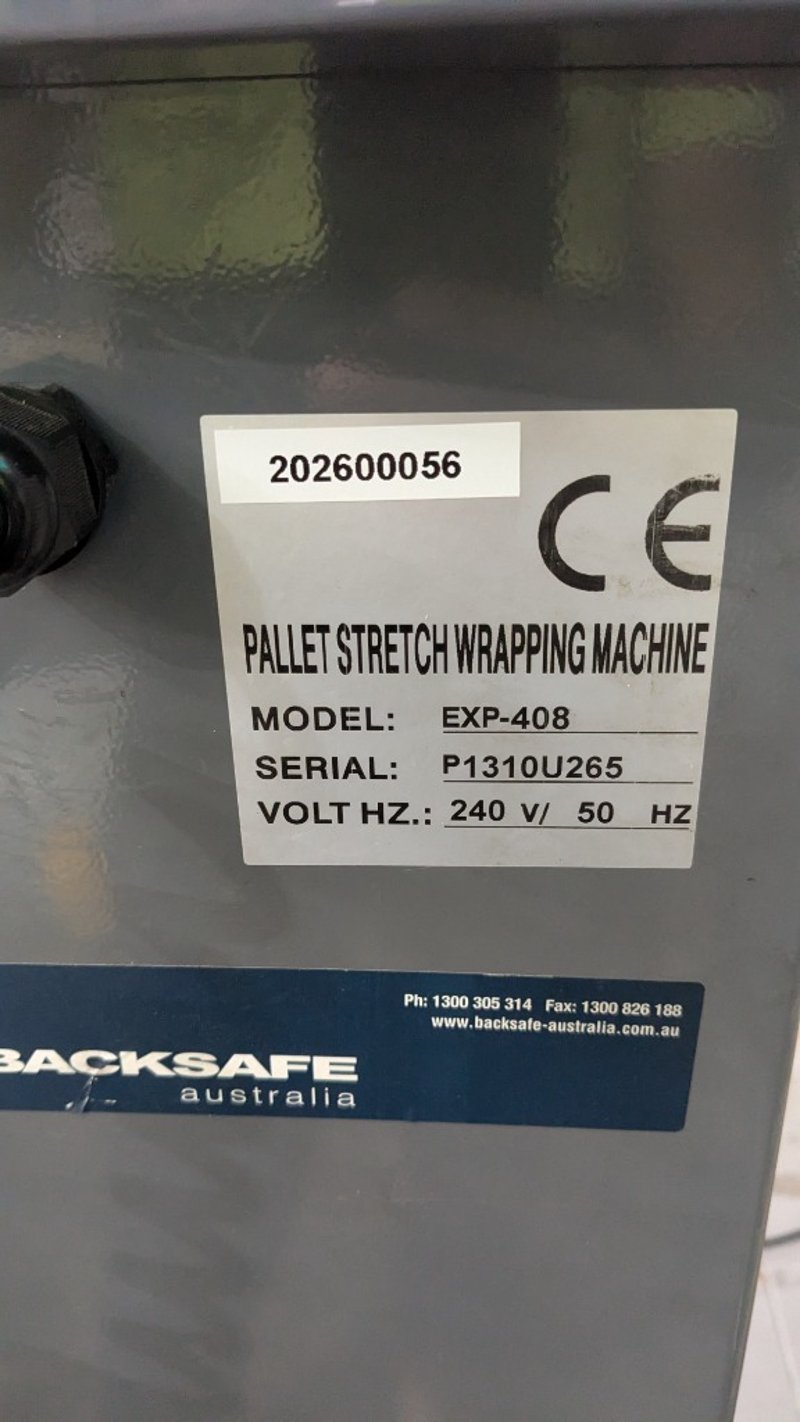 202600056
CE
PALLET STRETCH WRAPPING MACHINE
MODEL: EXP-408
SERIAL: P1310U265
VOLT HZ.: 240 V/ 50 HZ
Ph: 1300 305 314 Fax: 1300 826 188
www.backsafe-australia.com.au
BACKSAFE
australia